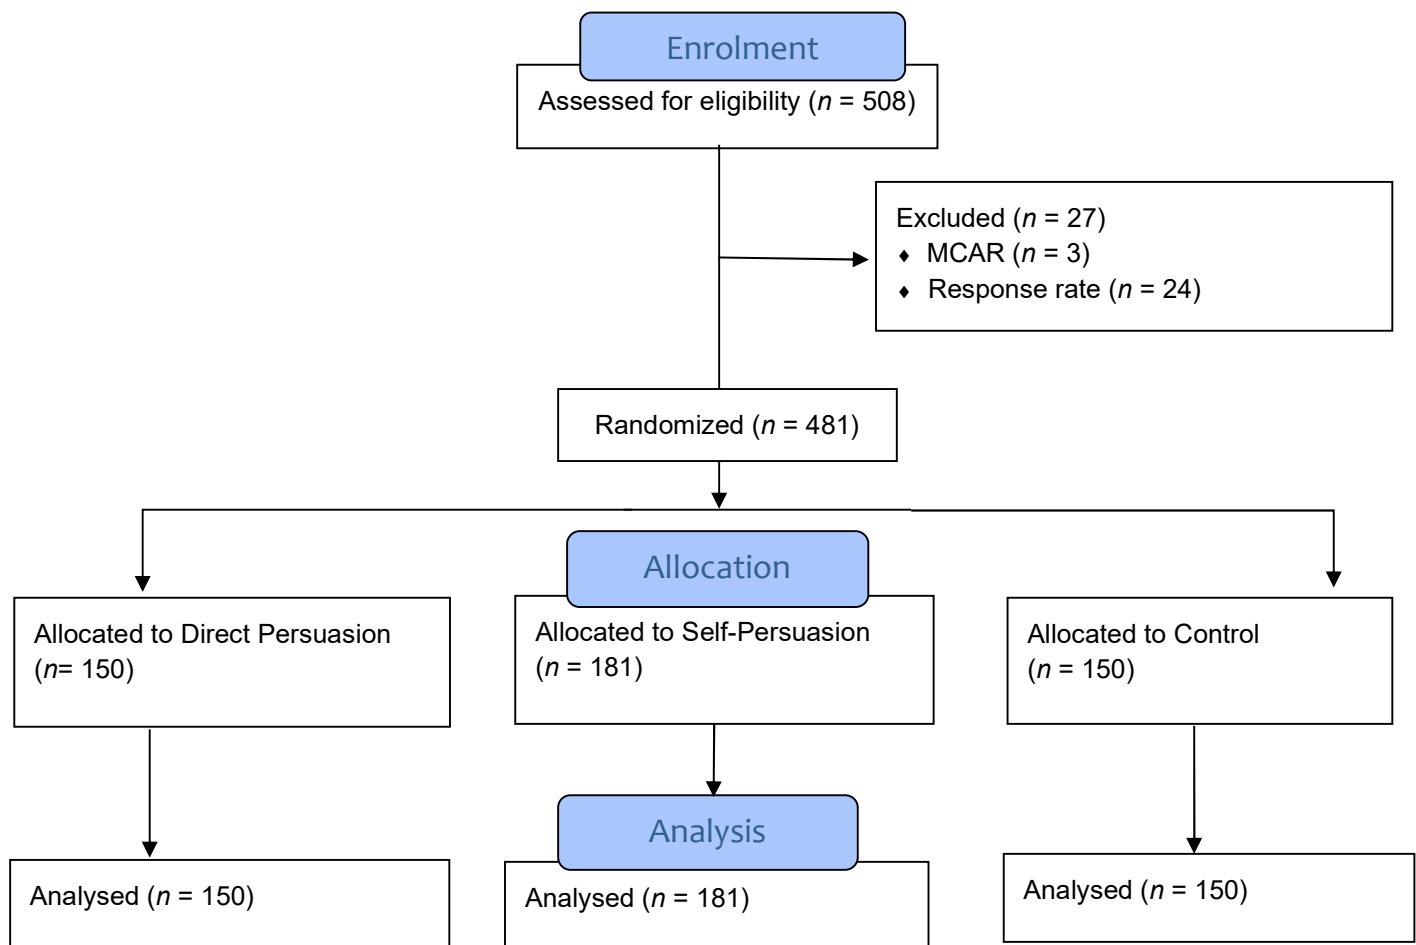 Enrolment
Assessed for eligibility (n = 508)
Excluded (n = 27)
⬧ MCAR (n = 3)
⬧ Response rate (n = 24)
Randomized (n = 481)
Allocation
Allocated to Direct Persuasion
(n= 150)
Allocated to Self-Persuasion
(n = 181)
Allocated to Control
(n = 150)
Analysis
Analysed (n = 150)
Analysed (n = 181)
Analysed (n = 150)